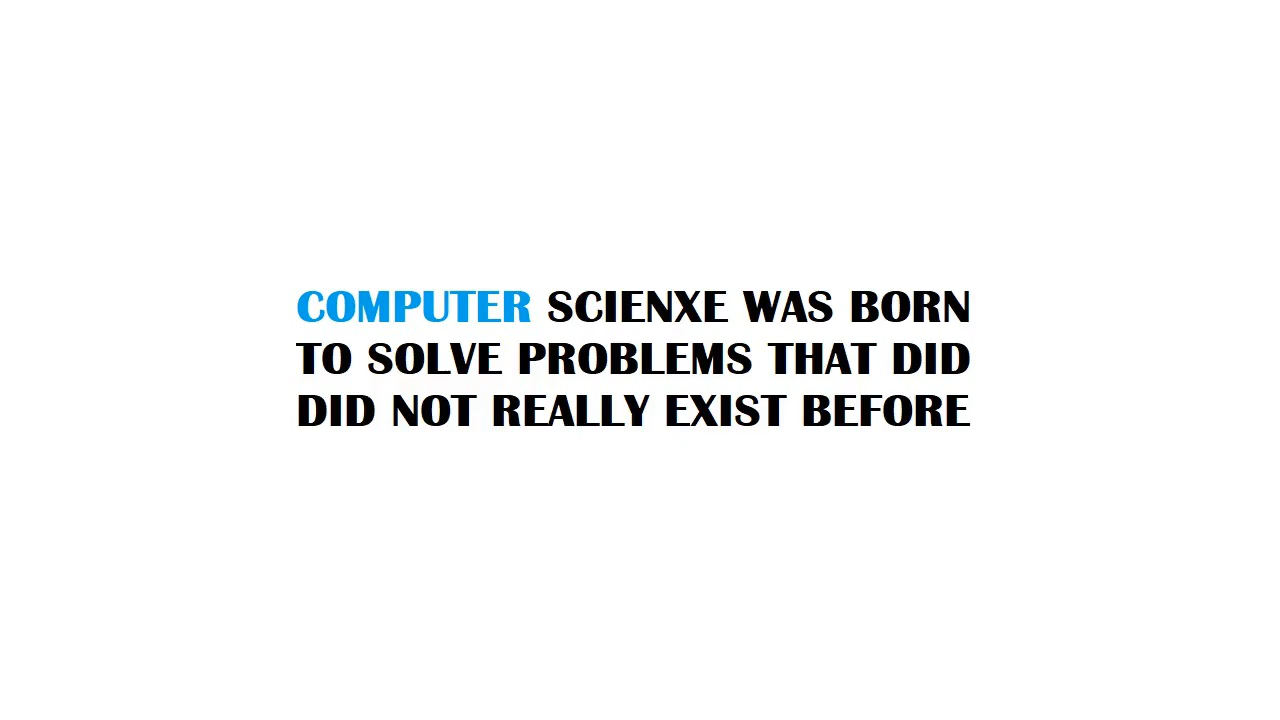 COMPUTER SCIENXE WAS BORN
TO SOLVE PROBLEMS THAT DID
DID NOT REALLY EXIST BEFORE